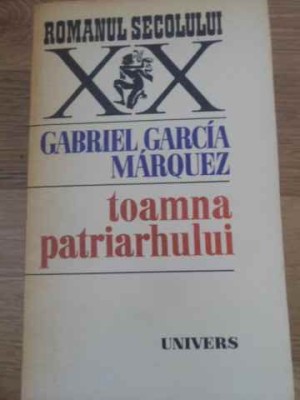 ROMANUL SECOLULUI
XX
GABRIEL GARCÍA
MÁRQUEZ
toamna
patriarhului
UNIVERS